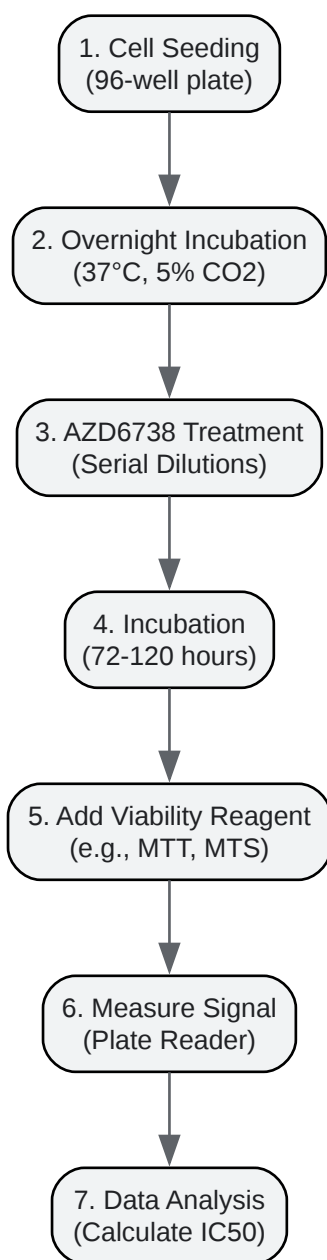 1. Cell Seeding
(96-well plate)
2. Overnight Incubation
(37°C, 5% CO2)
3. AZD6738 Treatment
(Serial Dilutions)
4. Incubation
(72-120 hours)
5. Add Viability Reagent
(e.g., MTT, MTS)
6. Measure Signal
(Plate Reader)
7. Data Analysis
(Calculate IC50)